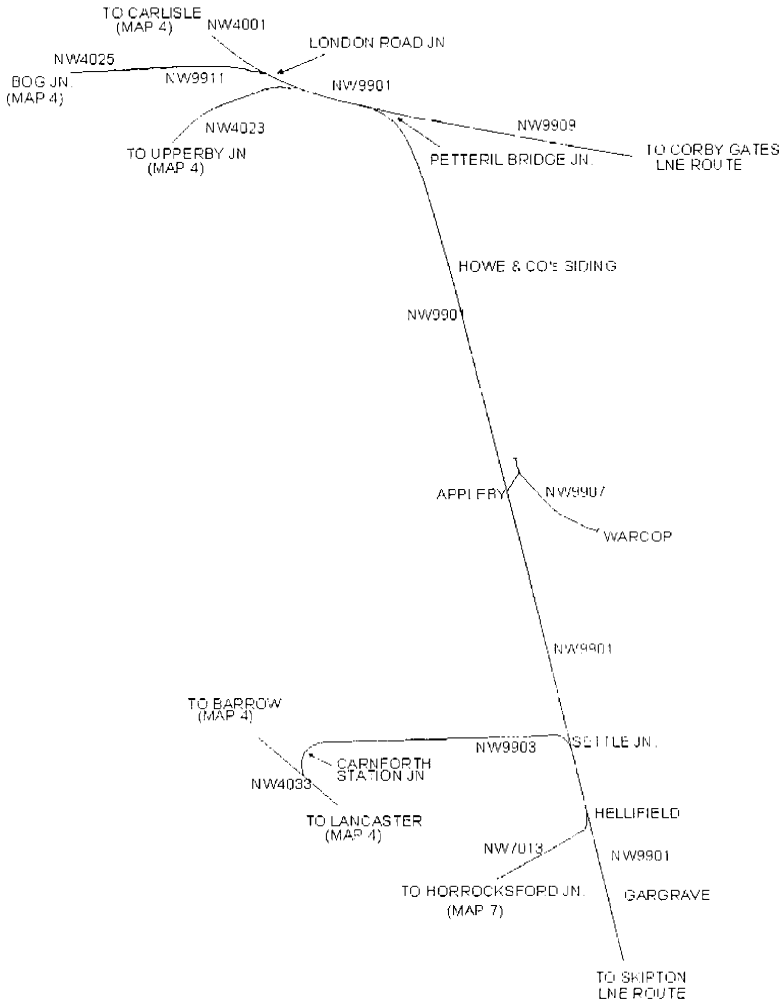 TO CARLISLE
(MAP 4)
NW4001
LONDON ROAD JN
NW4025
BOG JN.
(MAP 4)
NW9911
NW9901
NW4023
TO UPPERBY JN
(MAP 4)
NW9909
PETTERIL BRIDGE JN.
TO CORBY GATES
LNE ROUTE
HOWE & CO's SIDING
NW9901
APPLEBY
NW9907
WARCOP
NW9901
TO BARROW
(MAP 4)
SETTLE JN.
NW9903
CARNFORTH
STATION JN
NW4033
TO LANCASTER
(MAP 4)
HELLIFIELD
NW7013
NW9901
TO HORROCKSFORD JN.
(MAP 7)
GARGRAVE
TO SKIPTON
LNE ROUTE